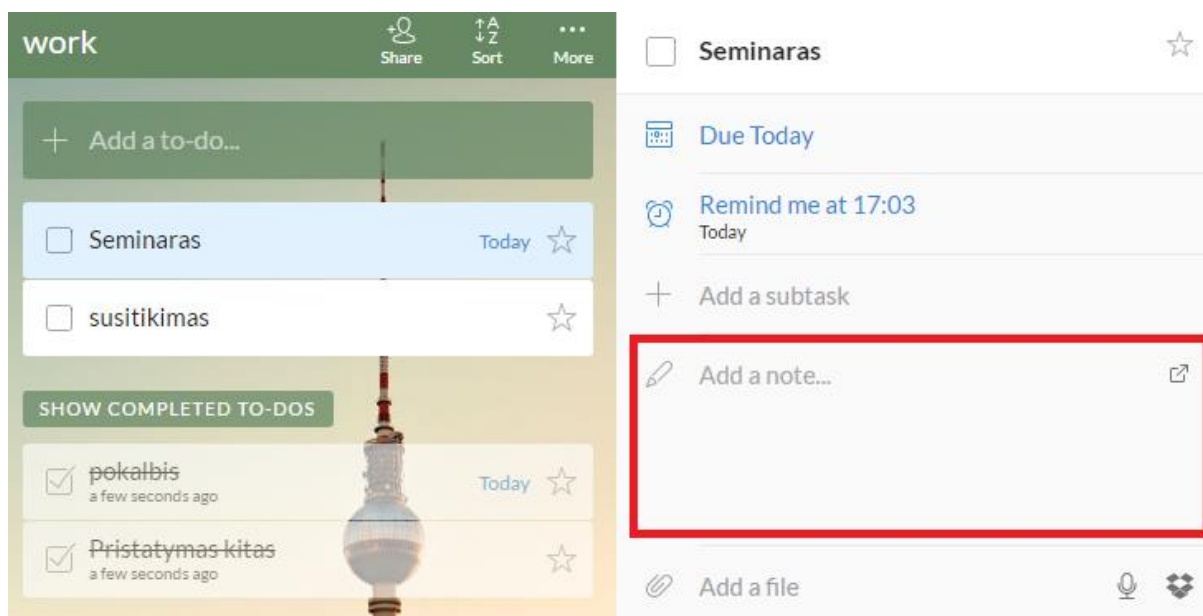 work
Share
Sort
More
Add a to-do...
Seminaras Today
susitikimas
SHOW COMPLETED TO-DOS
pokalbis Today
a few seconds ago
Pristatymas kitas
a few seconds ago
Seminaras
Due Today
Remind me at 17:03
Today
Add a subtask
Add a note...
Add a file